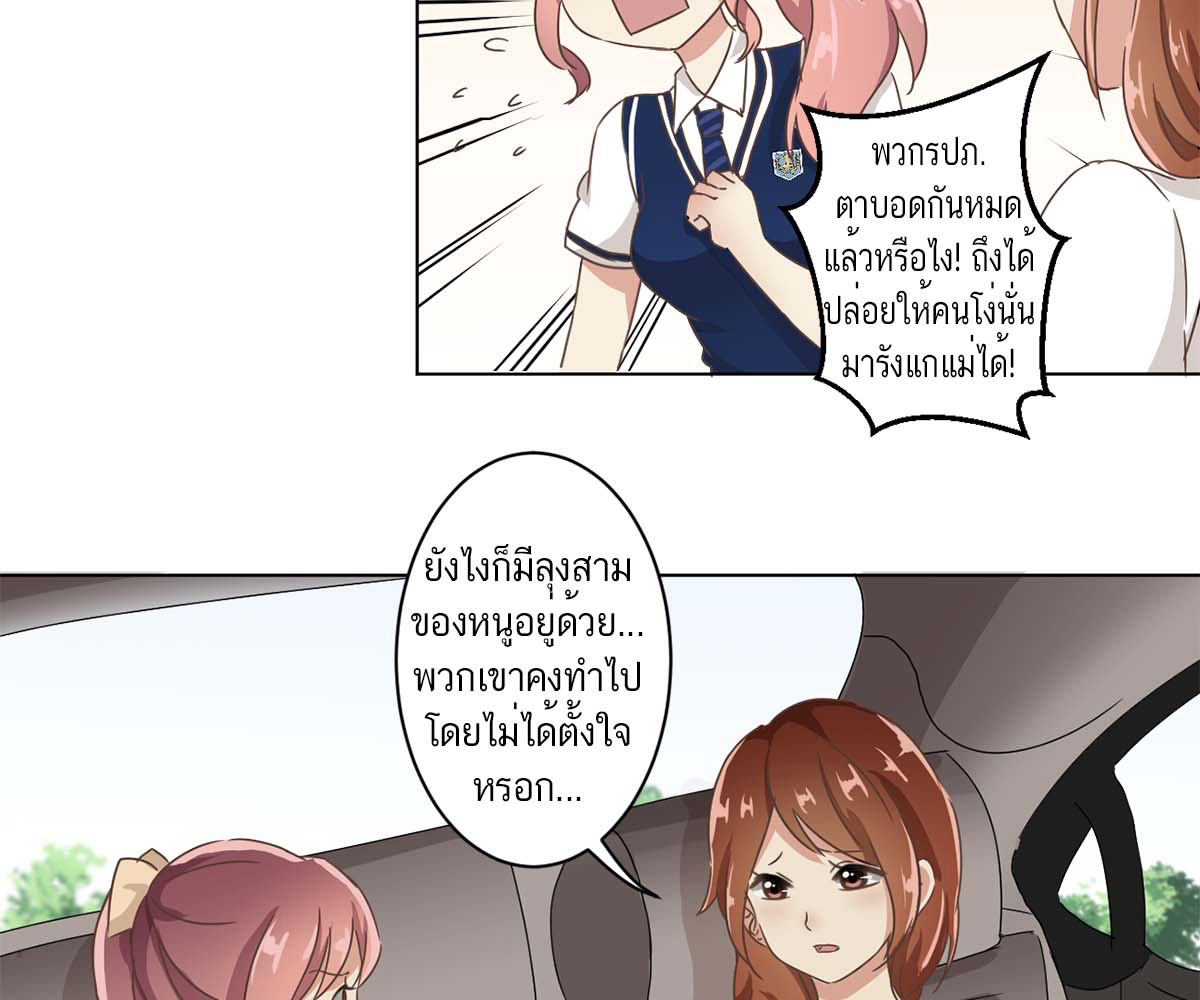 พวกรปภ.
ตาบอดกันหมด
แล้วหรือไง! ถึงได้
ปล่อยให้คนโง่นั่น
มารังแกแม่ได้!
ยังไงก็มีลุงสาม
ของหนูอยู่ด้วย...
พวกเขาคงทำไป
โดยไม่ได้ตั้งใจ
หรอก...